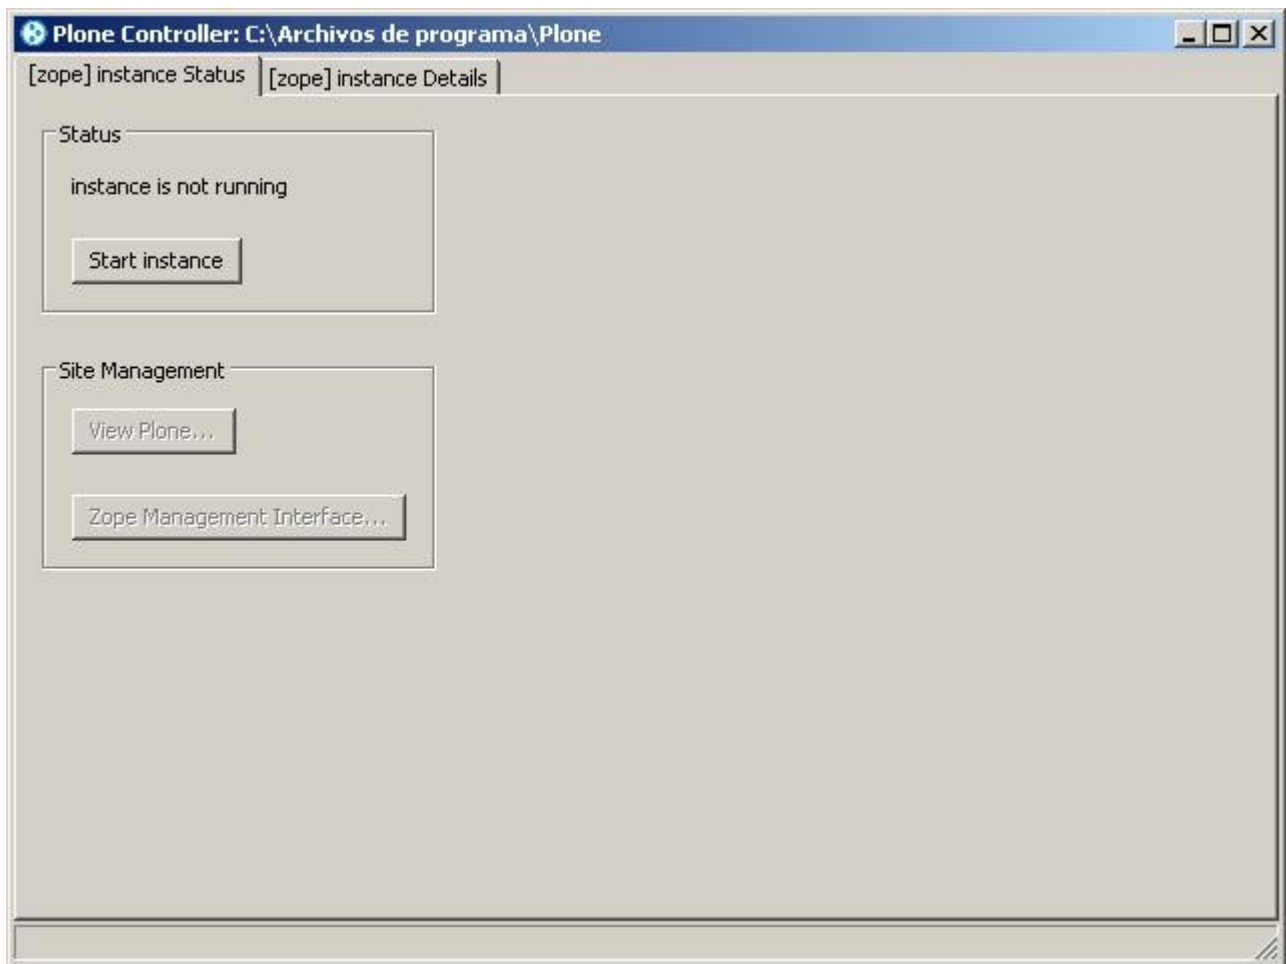 Plone Controller: C:\Archivos de programa\Plone
[zope] instance Status [zope] instance Details
Status
instance is not running
Start instance
Site Management
View Plone...
Zope Management Interface...